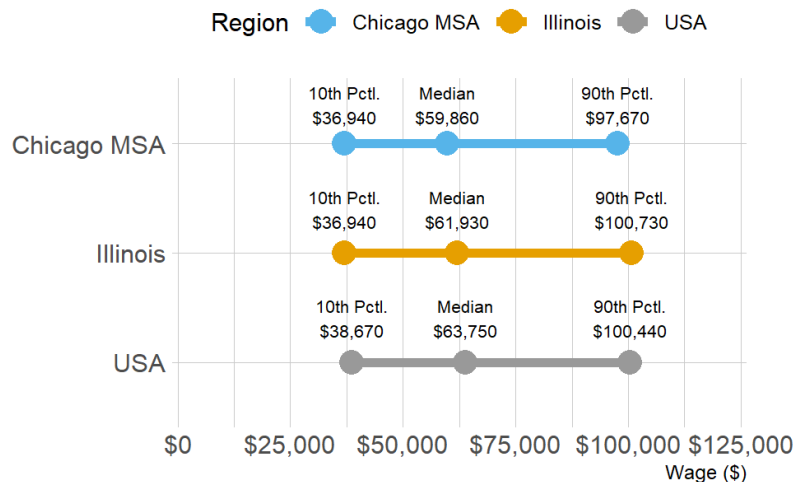 Region Chicago MSA Illinois USA
10th Pctl. Median 90th Pctl.
$36,940 $59,860 $97,670
Chicago MSA
10th Pctl. Median 90th Pctl.
$36,940 $61,930 $100,730
Illinois
10th Pctl. Median 90th Pctl.
$38,670 $63,750 $100,440
USA
$0 $25,000 $50,000 $75,000 $100,000 $125,000
Wage ($)